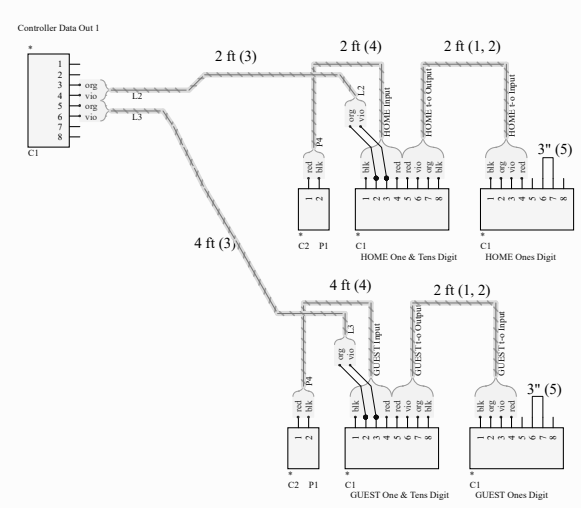 Controller Data Out 1
*
1
2
3 org
4 vio
5 org
6 vio
7
8
C1
L2
L3
2 ft (3)
2 ft (4)
2 ft (1, 2)
3" (5)
P4
HOME Input
HOME t-o Output
HOME t-o Input
L2
org
vio
red
blk
1
2
*
C2 P1
blk
red
red
vio
org
blk
1 2 3 4 5 6 7 8
*
C1
HOME One & Tens Digit
blk
org
vio
red
1 2 3 4 5 6 7 8
*
C1
HOME Ones Digit
4 ft (3)
4 ft (4)
2 ft (1, 2)
3" (5)
P4
GUEST Input
GUEST t-o Output
GUEST t-o Input
L3
org
vio
red
blk
1
2
*
C2 P1
blk
red
red
vio
org
blk
1 2 3 4 5 6 7 8
*
C1
GUEST One & Tens Digit
blk
org
vio
red
1 2 3 4 5 6 7 8
*
C1
GUEST Ones Digit